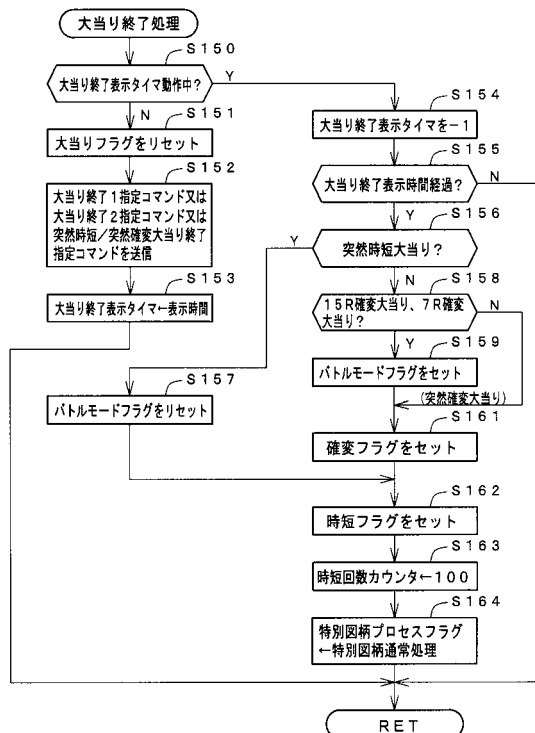 大当り終了処理
S150
大当り終了表示タイマ動作中?
Y
N
S151
大当りフラグをリセット
S152
大当り終了1指定コマンド又は
大当り終了2指定コマンド又は
突然時短/突然確変大当り終了
指定コマンドを送信
S153
大当り終了表示タイマ←表示時間
S154
大当り終了表示タイマを-1
S155
大当り終了表示時間経過?
N
Y
S156
突然時短大当り?
Y
N
S157
バトルモードフラグをリセット
S158
15R確変大当り、7R確変
大当り?
N
Y
S159
バトルモードフラグをセット
(突然確変大当り)
S161
確変フラグをセット
S162
時短フラグをセット
S163
時短回数カウンタ←100
S164
特別図柄プロセスフラグ
←特別図柄通常処理
RET